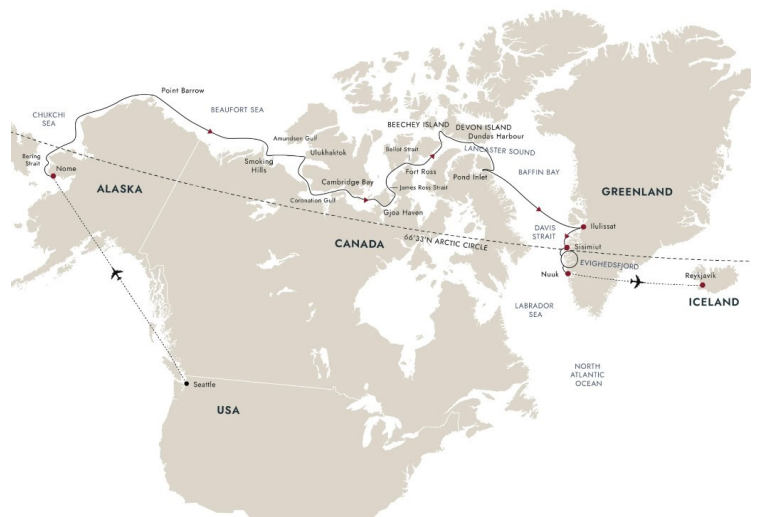 Point Barrow
CHUKCHI
SEA
BEAUFORT SEA
BEECHEY ISLAND
DEVON ISLAND
Dundas Harbour
Amundsen Gulf
Bellot Strait
LANCASTER SOUND
Bering
Strait
Nome
Smoking
Hills
Ulukhaktok
Fort Ross
Pond Inlet
BAFFIN BAY
ALASKA
Cambridge Bay
James Ross Strait
GREENLAND
Coronation Gulf
Gjoa Haven
Ilulissat
DAVIS
STRAIT
CANADA
66°33'N ARCTIC CIRCLE
Sisimiut
EVIGHEDSFJORD
Nuuk
Reykjavík
ICELAND
LABRADOR
SEA
Seattle
NORTH
ATLANTIC
OCEAN
USA